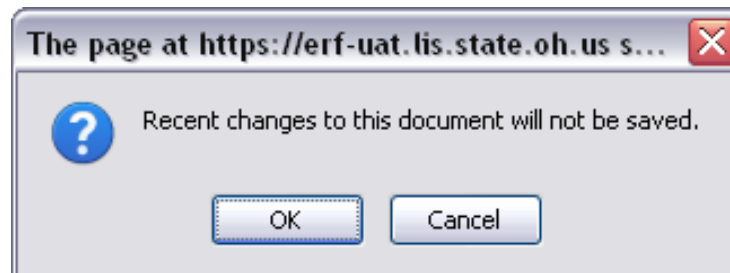 The page at https://erf-uat.lis.state.oh.us s...
Recent changes to this document will not be saved.
OK
Cancel